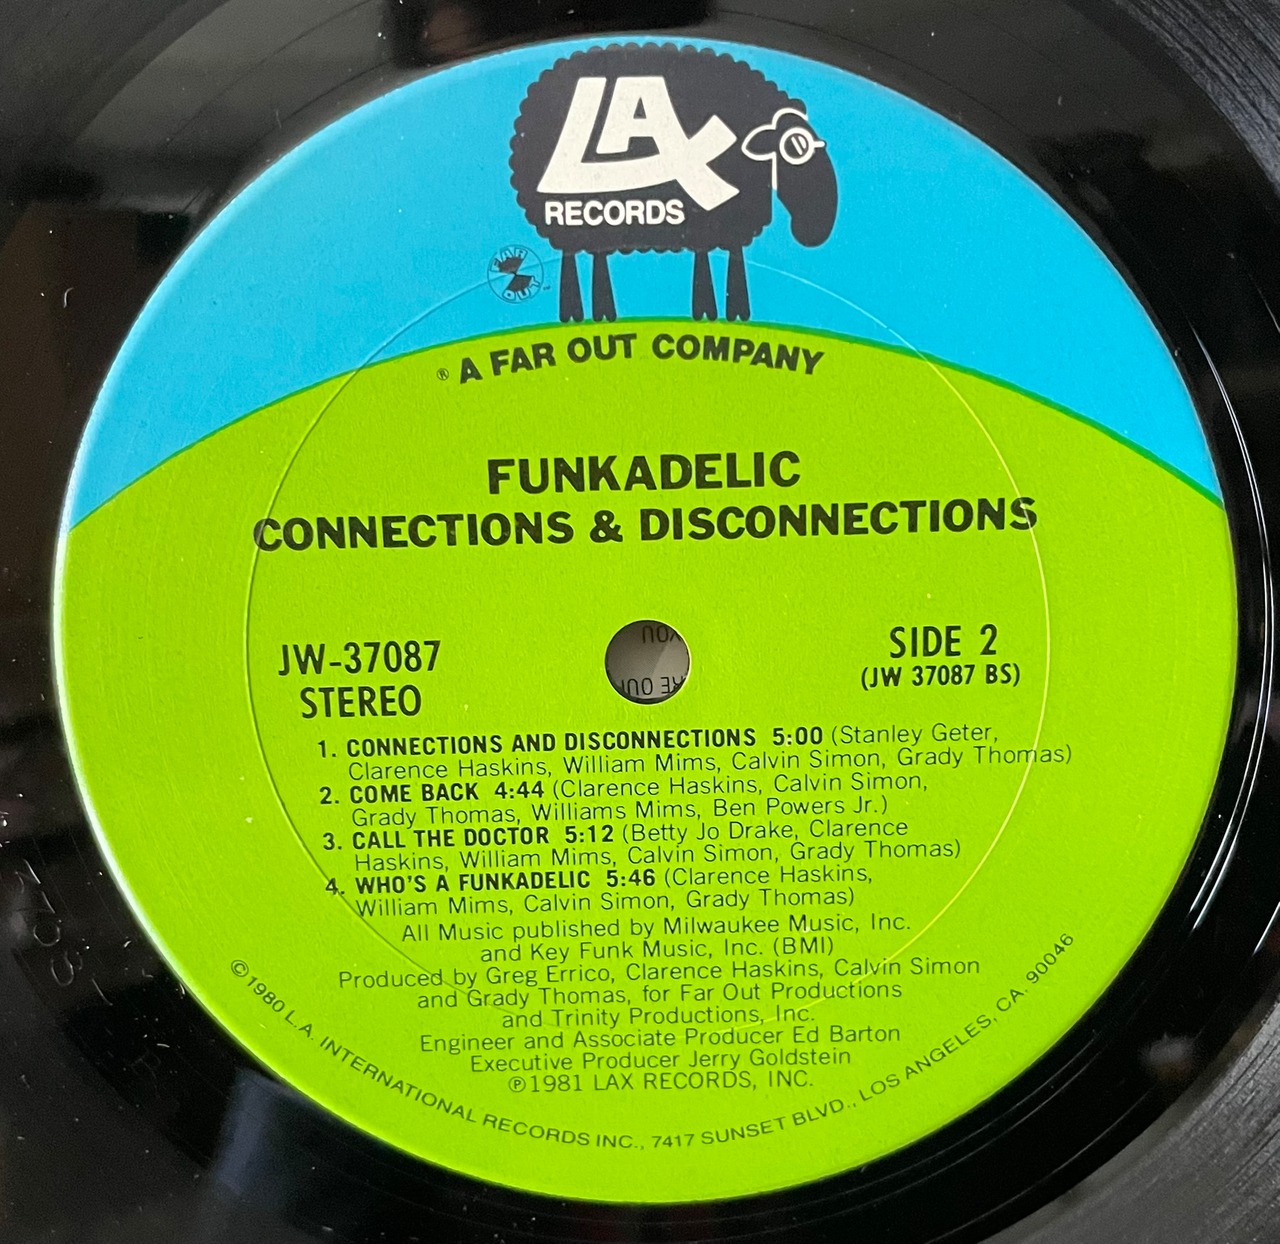 LAX
RECORDS
FAR
OUT
™
® A FAR OUT COMPANY
FUNKADELIC
CONNECTIONS & DISCONNECTIONS
JW-37087
STEREO
SIDE 2
(JW 37087 BS)
1. CONNECTIONS AND DISCONNECTIONS 5:00 (Stanley Geter,
Clarence Haskins, William Mims, Calvin Simon, Grady Thomas)
2. COME BACK 4:44 (Clarence Haskins, Calvin Simon,
Grady Thomas, Williams Mims, Ben Powers Jr.)
3. CALL THE DOCTOR 5:12 (Betty Jo Drake, Clarence
Haskins, William Mims, Calvin Simon, Grady Thomas)
4. WHO'S A FUNKADELIC 5:46 (Clarence Haskins,
William Mims, Calvin Simon, Grady Thomas)
All Music published by Milwaukee Music, Inc.
and Key Funk Music, Inc. (BMI)
Produced by Greg Errico, Clarence Haskins, Calvin Simon
and Grady Thomas, for Far Out Productions
and Trinity Productions, Inc.
Engineer and Associate Producer Ed Barton
Executive Producer Jerry Goldstein
℗1981 LAX RECORDS, INC.
©1980 L.A. INTERNATIONAL RECORDS INC., 7417 SUNSET BLVD., LOS ANGELES, CA. 90046